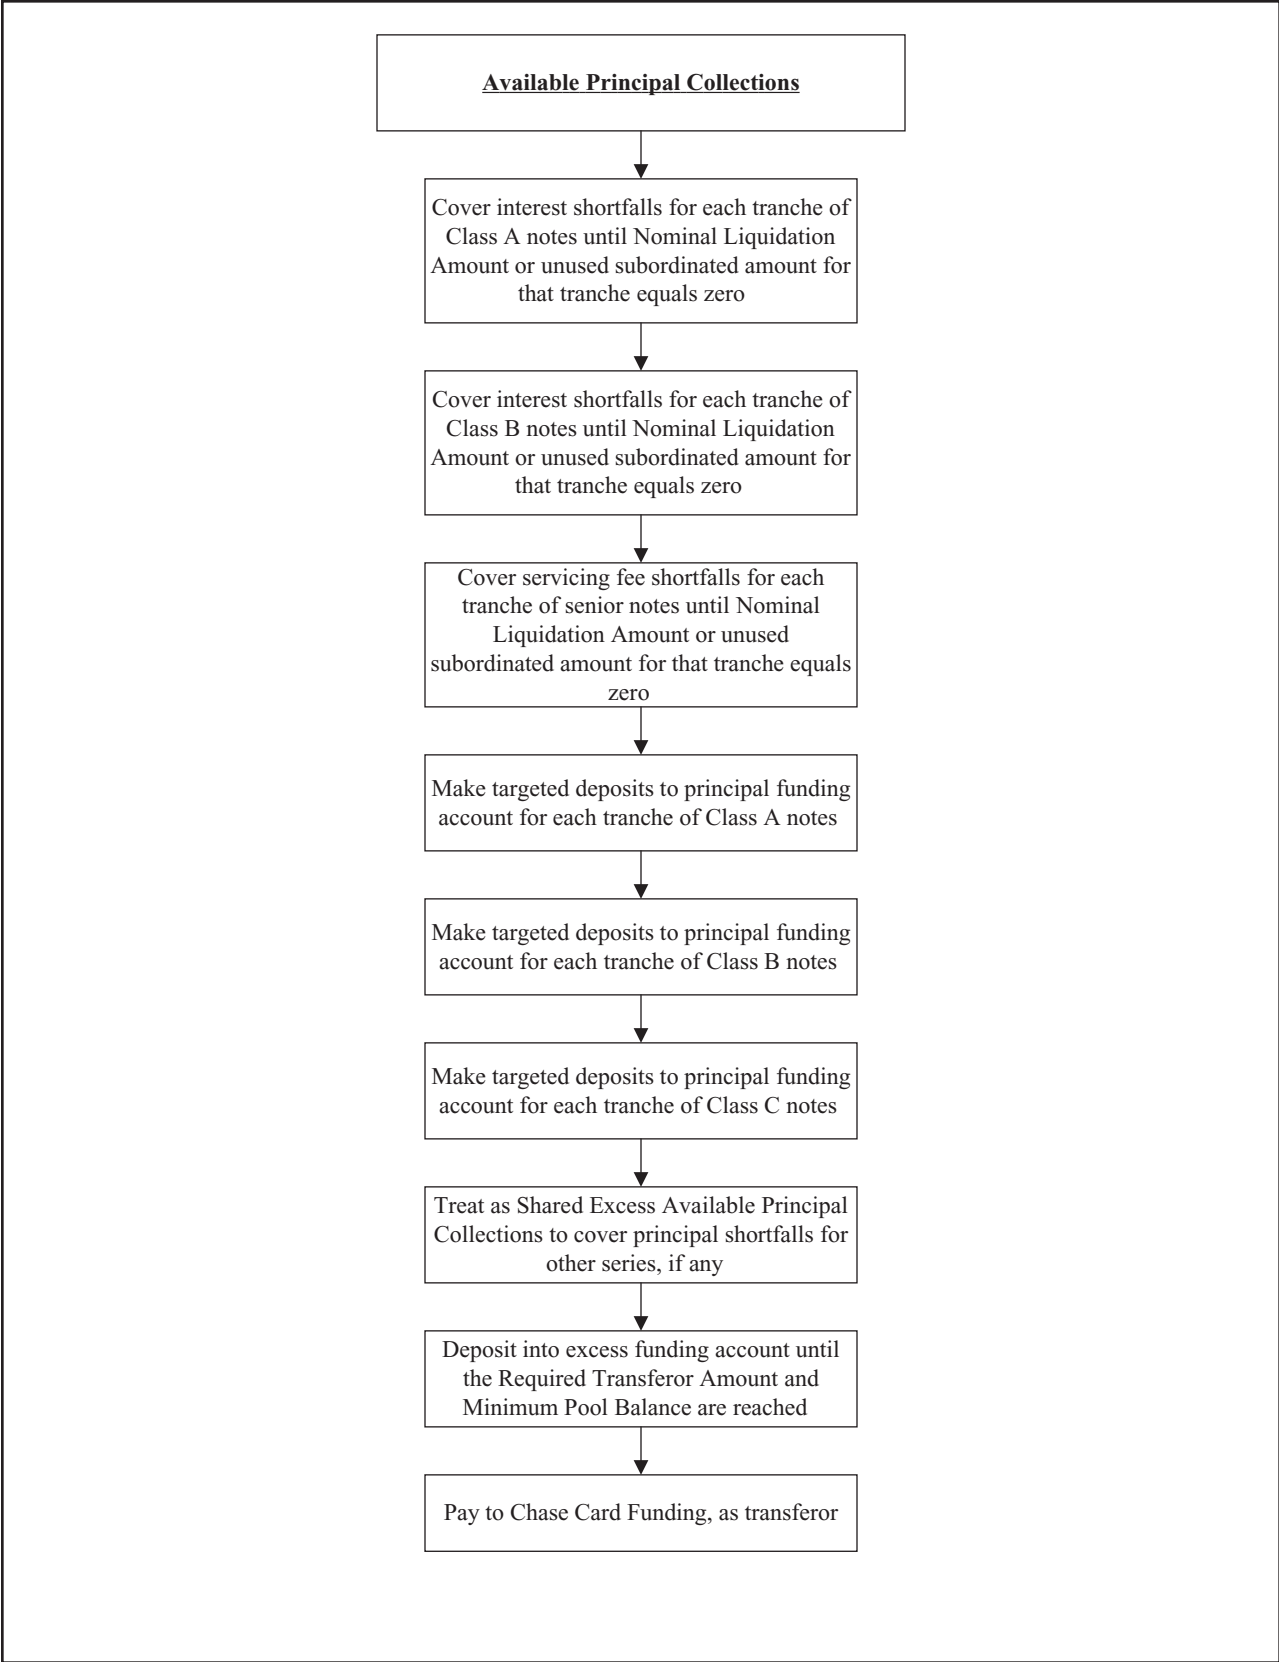 Available Principal Collections
Cover interest shortfalls for each tranche of
Class A notes until Nominal Liquidation
Amount or unused subordinated amount for
that tranche equals zero
Cover interest shortfalls for each tranche of
Class B notes until Nominal Liquidation
Amount or unused subordinated amount for
that tranche equals zero
Cover servicing fee shortfalls for each
tranche of senior notes until Nominal
Liquidation Amount or unused
subordinated amount for that tranche equals
zero
Make targeted deposits to principal funding
account for each tranche of Class A notes
Make targeted deposits to principal funding
account for each tranche of Class B notes
Make targeted deposits to principal funding
account for each tranche of Class C notes
Treat as Shared Excess Available Principal
Collections to cover principal shortfalls for
other series, if any
Deposit into excess funding account until
the Required Transferor Amount and
Minimum Pool Balance are reached
Pay to Chase Card Funding, as transferor